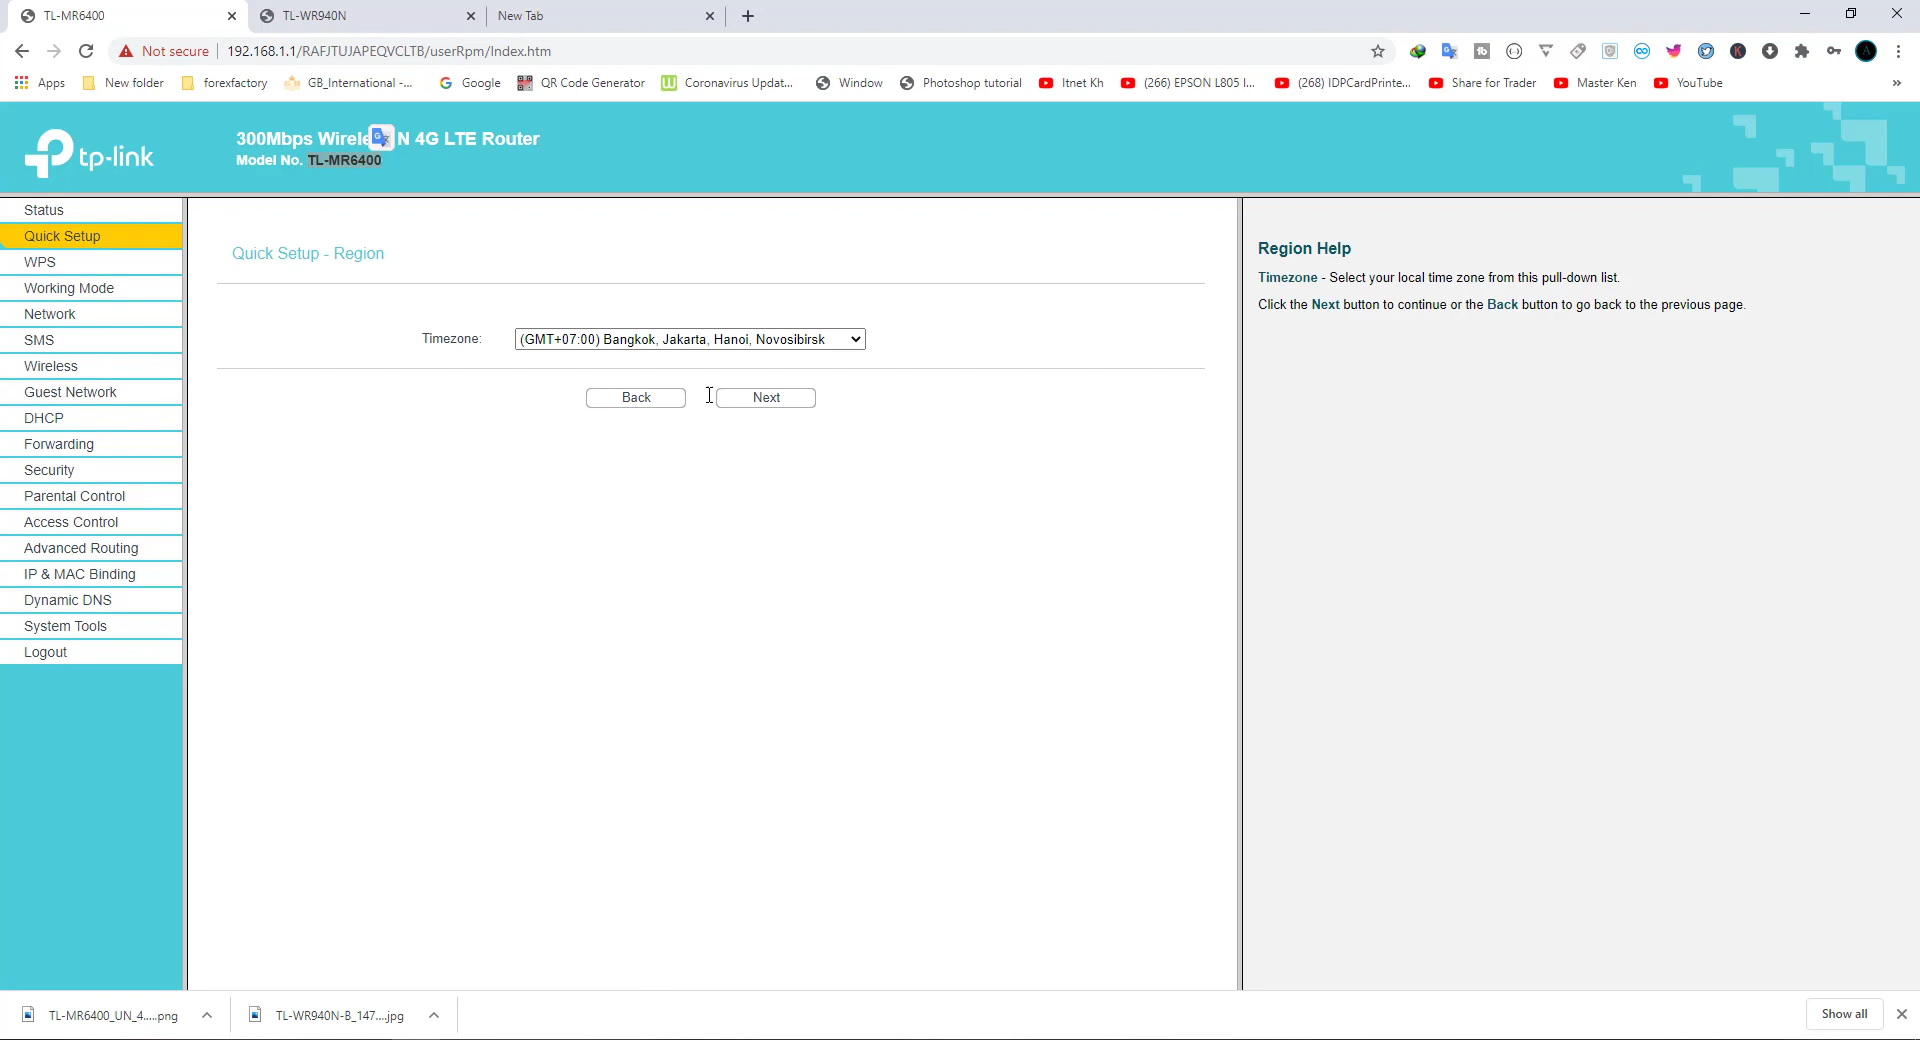 TL-MR6400
TL-WR940N
New Tab
Not secure
192.168.1.1/RAFJTUJAPEQVCLTB/userRpm/Index.htm
Apps
New folder
forexfactory
GB_International -...
Google
QR Code Generator
Coronavirus Updat...
Window
Photoshop tutorial
Itnet Kh
(266) EPSON L805 I...
(268) IDPCardPrinte...
Share for Trader
Master Ken
YouTube
»
tp-link
300Mbps Wirele N 4G LTE Router
Model No. TL-MR6400
Status
Quick Setup
WPS
Working Mode
Network
SMS
Wireless
Guest Network
DHCP
Forwarding
Security
Parental Control
Access Control
Advanced Routing
IP & MAC Binding
Dynamic DNS
System Tools
Logout
Quick Setup - Region
Timezone:
(GMT+07:00) Bangkok, Jakarta, Hanoi, Novosibirsk
Back
Next
Region Help
Timezone - Select your local time zone from this pull-down list.
Click the Next button to continue or the Back button to go back to the previous page.
TL-MR6400_UN_4.....png
TL-WR940N-B_147....jpg
Show all